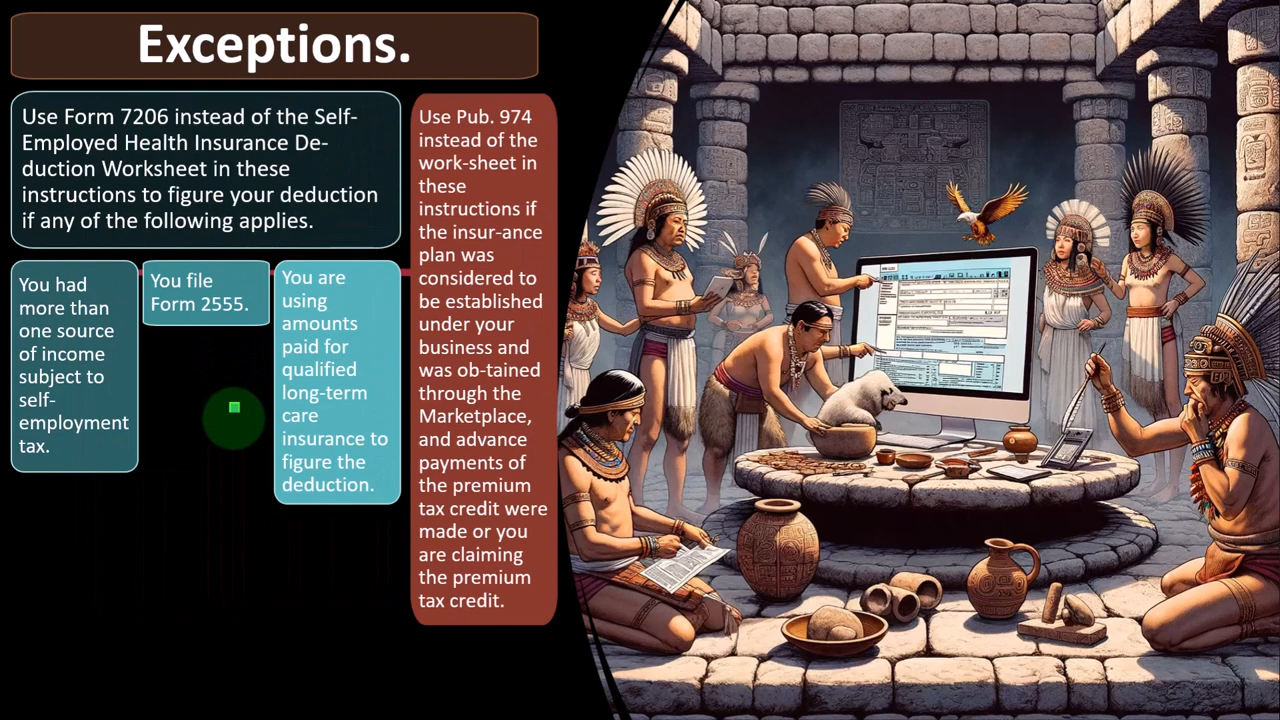 Exceptions.
Use Form 7206 instead of the Self-
Employed Health Insurance De-
duction Worksheet in these
instructions to figure your deduction
if any of the following applies.
You had
more than
one source
of income
subject to
self-
employment
tax.
You file
Form 2555.
You are
using
amounts
paid for
qualified
long-term
care
insurance to
figure the
deduction.
Use Pub. 974
instead of the
work-sheet in
these
instructions if
the insur-ance
plan was
considered to
be established
under your
business and
was ob-tained
through the
Marketplace,
and advance
payments of
the premium
tax credit were
made or you
are claiming
the premium
tax credit.